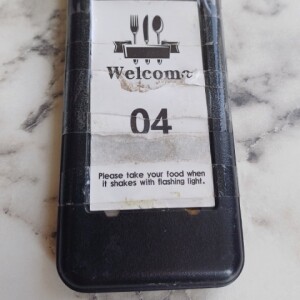 Welcome
04
Please take your food when
it shakes with flashing light.